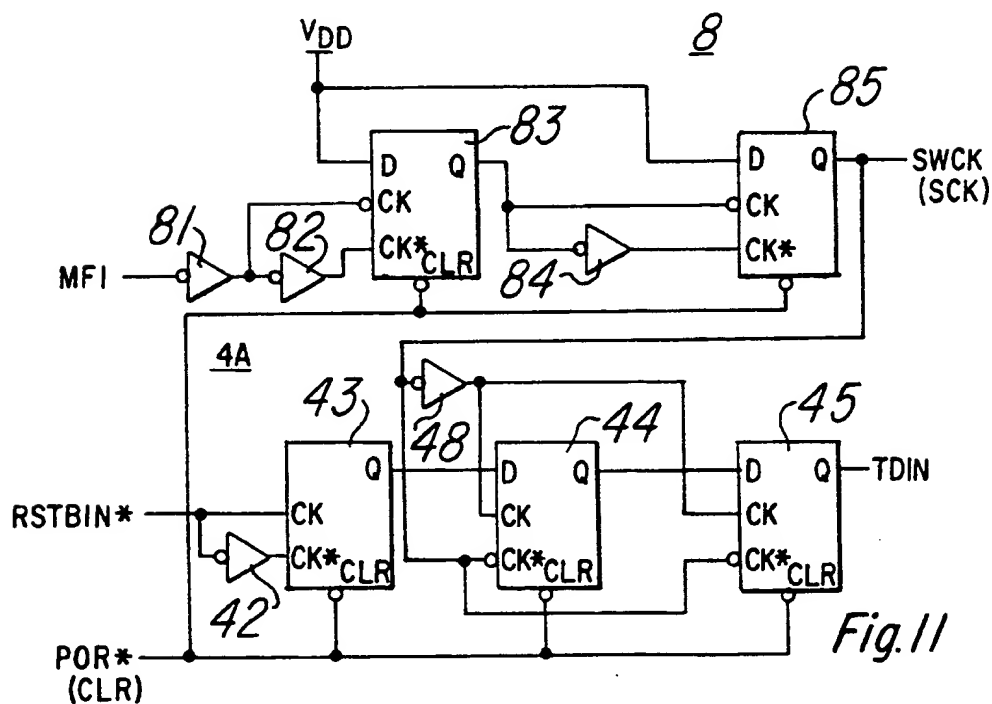 VDD
8
83
85
D Q
D Q
SWCK
(SCK)
CK
CK
81
82
CK*
CLR
84
CK*
MFI
4A
43
48
44
45
Q
D Q
D Q
TDIN
RSTBIN*
CK
CK
CK
CK*
CLR
CK*
CLR
CK*
CLR
42
POR*
(CLR)
Fig.11